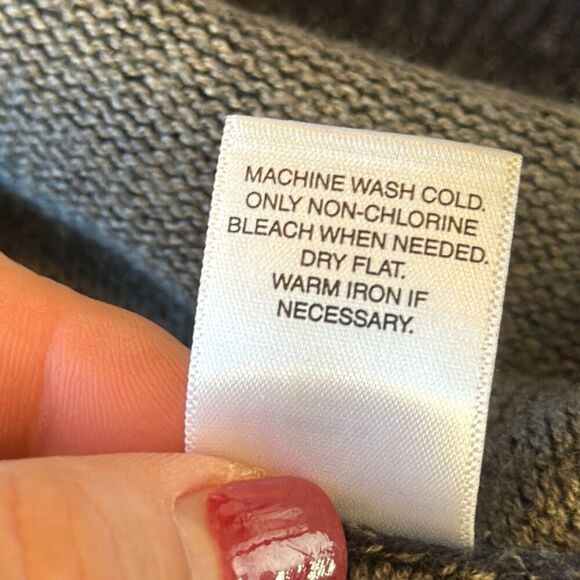 MACHINE WASH COLD.
ONLY NON-CHLORINE
BLEACH WHEN NEEDED.
DRY FLAT.
WARM IRON IF
NECESSARY.